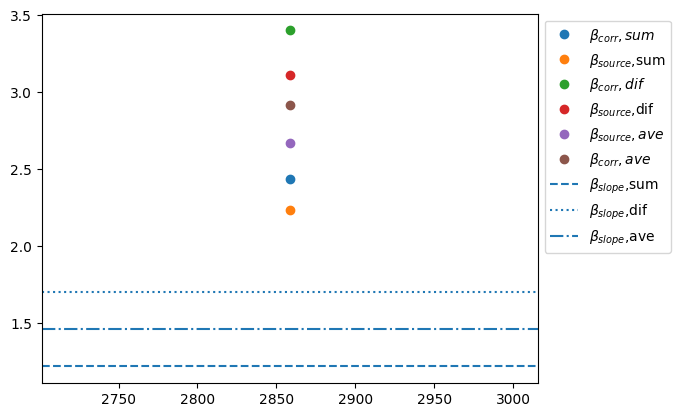 3.5
3.0
2.5
2.0
1.5
2750 2800 2850 2900 2950 3000
β_corr, sum
β_source,sum
β_corr, dif
β_source,dif
β_source, ave
β_corr, ave
β_slope,sum
β_slope,dif
β_slope,ave